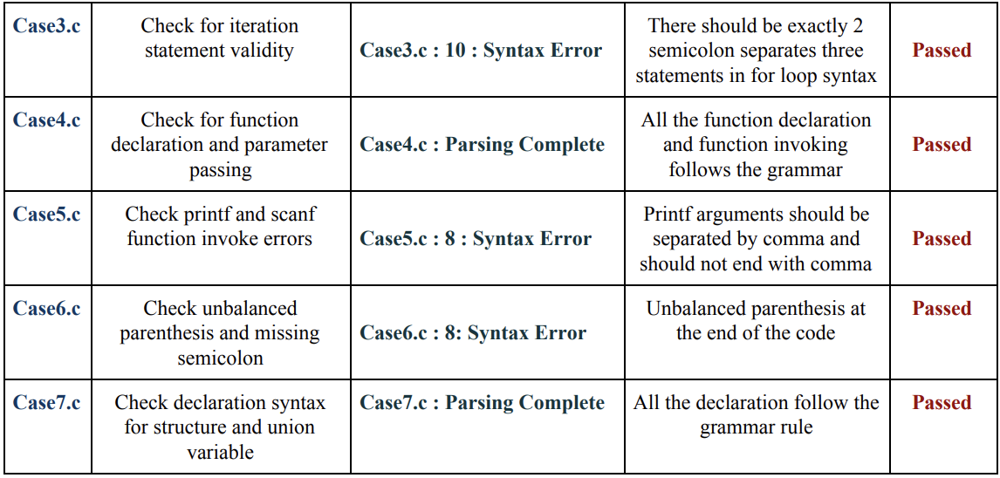 Case3.c
Check for iteration
statement validity
Case3.c : 10 : Syntax Error
There should be exactly 2
semicolon separates three
statements in for loop syntax
Passed
Case4.c
Check for function
declaration and parameter
passing
Case4.c : Parsing Complete
All the function declaration
and function invoking
follows the grammar
Passed
Case5.c
Check printf and scanf
function invoke errors
Case5.c : 8 : Syntax Error
Printf arguments should be
separated by comma and
should not end with comma
Passed
Case6.c
Check unbalanced
parenthesis and missing
semicolon
Case6.c : 8: Syntax Error
Unbalanced parenthesis at
the end of the code
Passed
Case7.c
Check declaration syntax
for structure and union
variable
Case7.c : Parsing Complete
All the declaration follow the
grammar rule
Passed